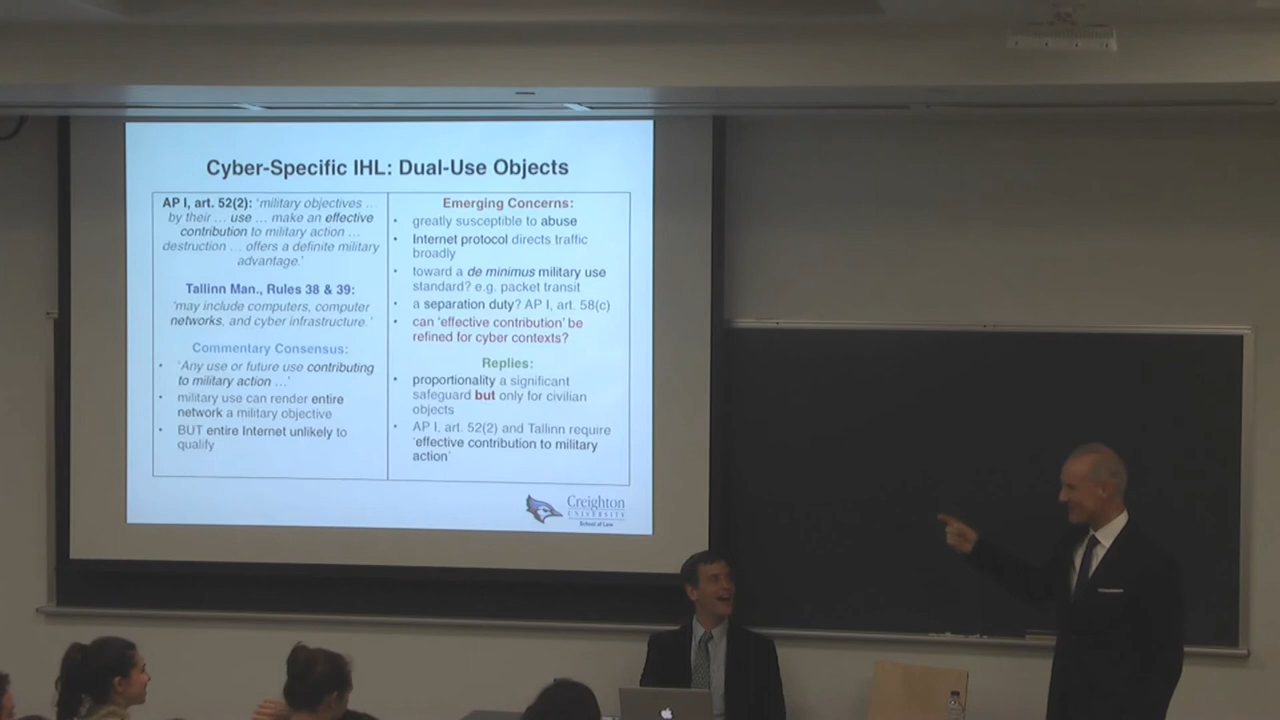 Cyber-Specific IHL: Dual-Use Objects
AP I, art. 52(2): 'military objectives ...
by their ... use ... make an effective
contribution to military action ...
destruction ... offers a definite military
advantage.'
Tallinn Man., Rules 38 & 39:
'may include computers, computer
networks, and cyber infrastructure.'
Commentary Consensus:
• 'Any use or future use contributing
to military action ...'
• military use can render entire
network a military objective
• BUT entire Internet unlikely to
qualify
Emerging Concerns:
• greatly susceptible to abuse
• Internet protocol directs traffic
broadly
• toward a de minimus military use
standard? e.g. packet transit
• a separation duty? AP I, art. 58(c)
• can 'effective contribution' be
refined for cyber contexts?
Replies:
• proportionality a significant
safeguard but only for civilian
objects
• AP I, art. 52(2) and Tallinn require
'effective contribution to military
action'
Creighton
UNIVERSITY
School of Law